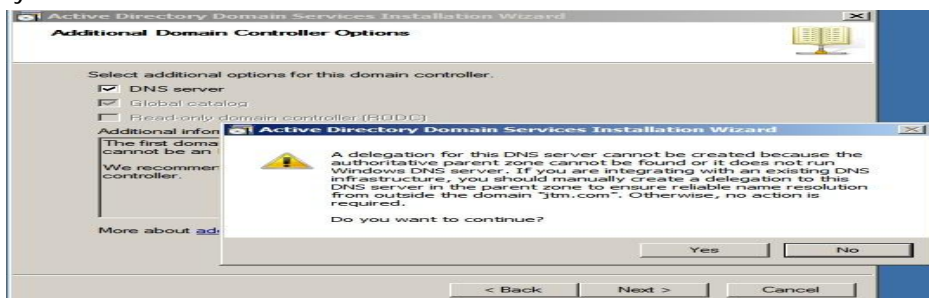 Active Directory Domain Services Installation Wizard
Additional Domain Controller Options
Select additional options for this domain controller.
DNS server
Global catalog
Read-only domain controller (RODC)
Additional infor
The first doma
cannot be an
We recommen
controller.
More about ad
Active Directory Domain Services Installation Wizard
A delegation for this DNS server cannot be created because the
authoritative parent zone cannot be found or it does not run
Windows DNS server. If you are integrating with an existing DNS
infrastructure, you should manually create a delegation to this
DNS server in the parent zone to ensure reliable name resolution
from outside the domain "jtm.com". Otherwise, no action is
required.
Do you want to continue?
Yes No
< Back Next > Cancel